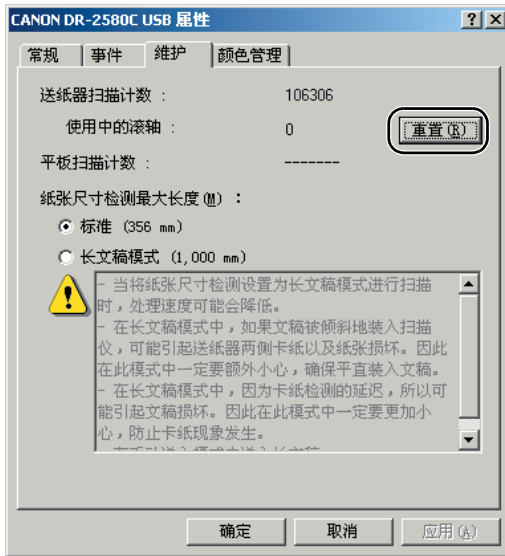 CANON DR-2580C USB 属性
常规 事件 维护 颜色管理
送纸器扫描计数 : 106306
使用中的滚轴 : 0 重置(R)
平板扫描计数 : -------
纸张尺寸检测最大长度(M) :
标准 (356 mm)
长文稿模式 (1,000 mm)
- 当将纸张尺寸检测设置为长文稿模式进行扫描
时，处理速度可能会降低。
- 在长文稿模式中，如果文稿被倾斜地装入扫描
仪，可能引起送纸器两侧卡纸以及纸张损坏。因此
在此模式中一定要额外小心，确保平直装入文稿。
- 在长文稿模式中，因为卡纸检测的延迟，所以可
能引起文稿损坏。因此在此模式中一定要更加小
心，防止卡纸现象发生。
确定 取消 应用(A)